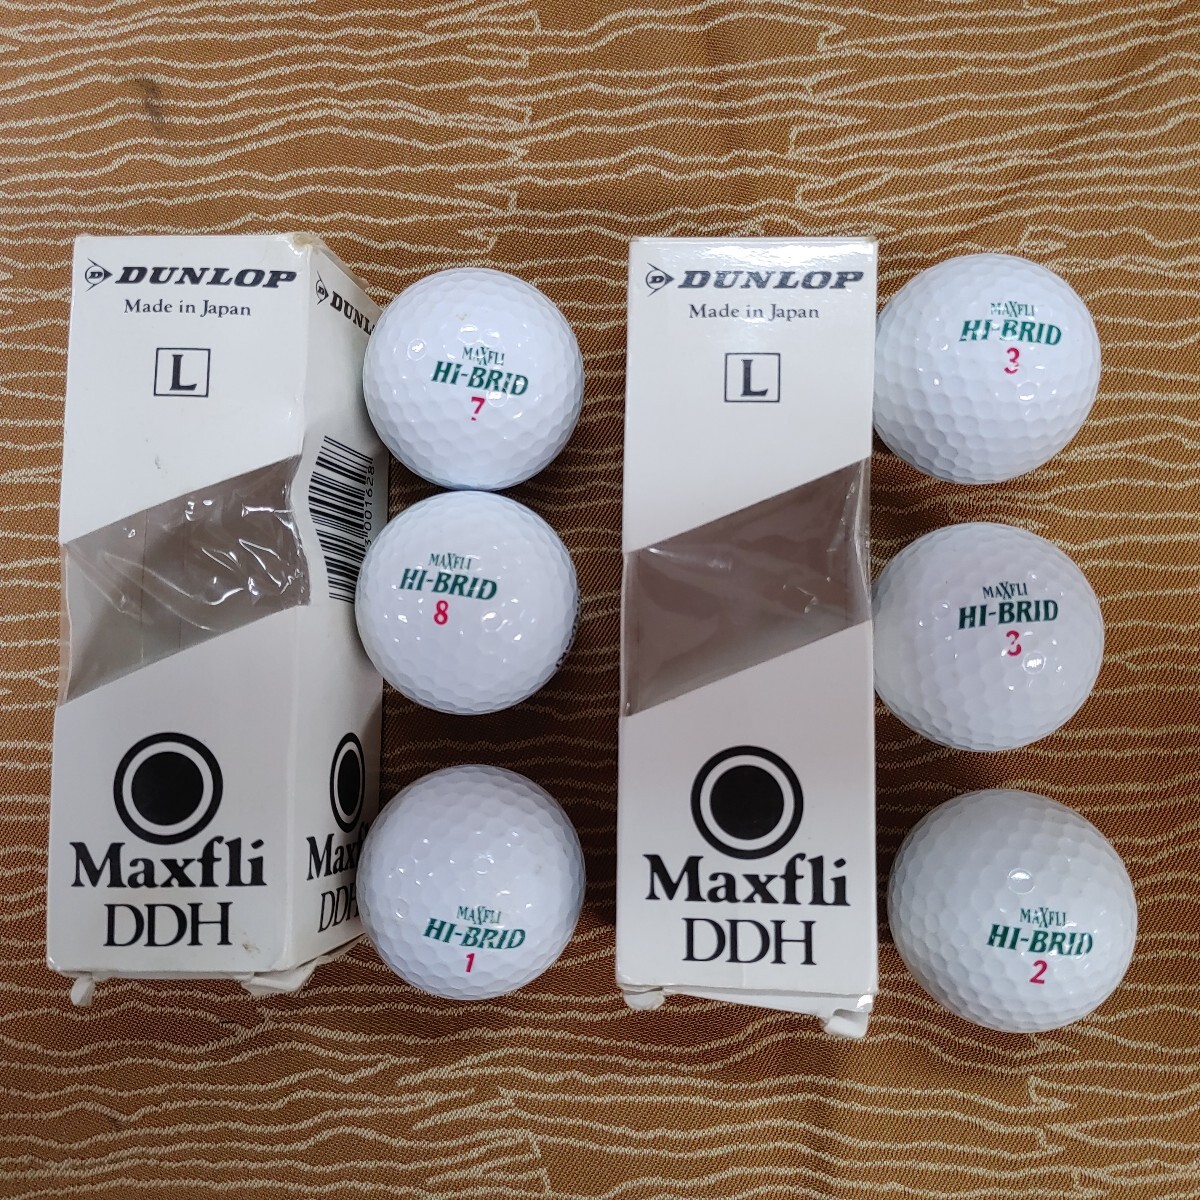 DUNLOP
Made in Japan
L
Maxfli
DDH
DUNLOP
3001628
Maxfli
DDH
MAXFLI
HI-BRID
7
MAXFLI
HI-BRID
8
MAXFLI
HI-BRID
1
DUNLOP
Made in Japan
L
Maxfli
DDH
MAXFLI
HI-BRID
3
MAXFLI
HI-BRID
3
MAXFLI
HI-BRID
2